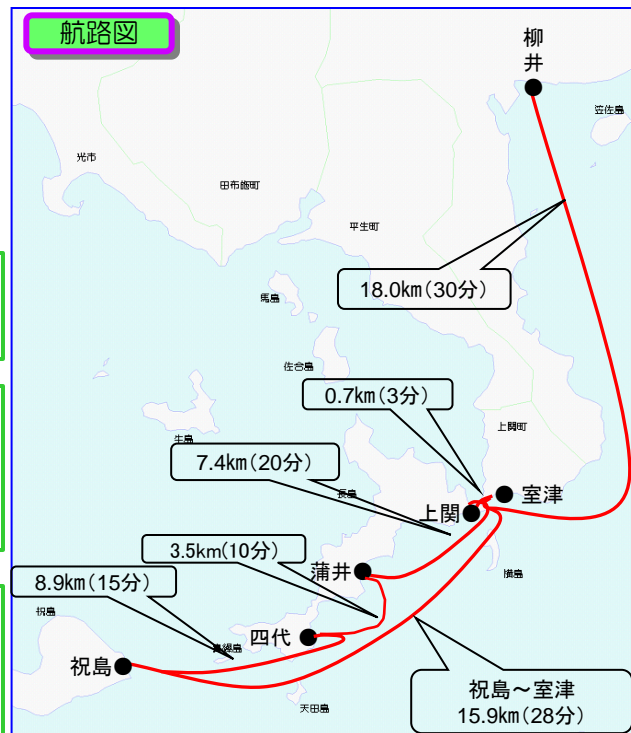 航路図
柳
井
笠佐島
光市
田布施町
平生町
18.0km(30分)
馬島
佐合島
0.7km(3分)
上関町
牛島
7.4km(20分)
長島
室津
上関
3.5km(10分)
蒲井
横島
8.9km(15分)
祝島
四代
祝島
祝島～室津
15.9km(28分)
天田島